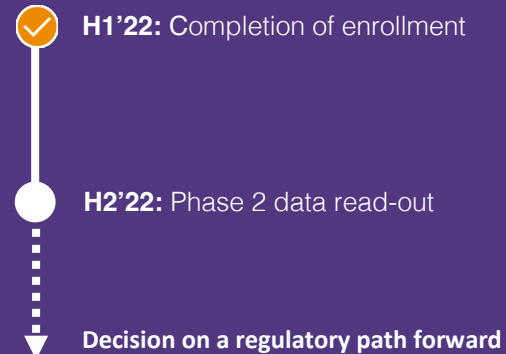 H1’22: Completion of enrollment
H2’22: Phase 2 data read-out
Decision on a regulatory path forward